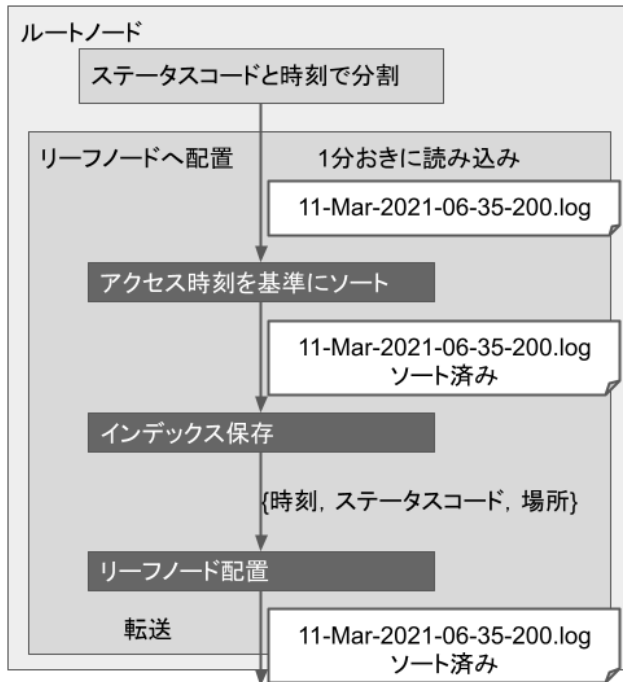 ルートノード
ステータスコードと時刻で分割
リーフノードへ配置
1分おきに読み込み
11-Mar-2021-06-35-200.log
アクセス時刻を基準にソート
11-Mar-2021-06-35-200.log
ソート済み
インデックス保存
{時刻, ステータスコード, 場所}
リーフノード配置
転送
11-Mar-2021-06-35-200.log
ソート済み